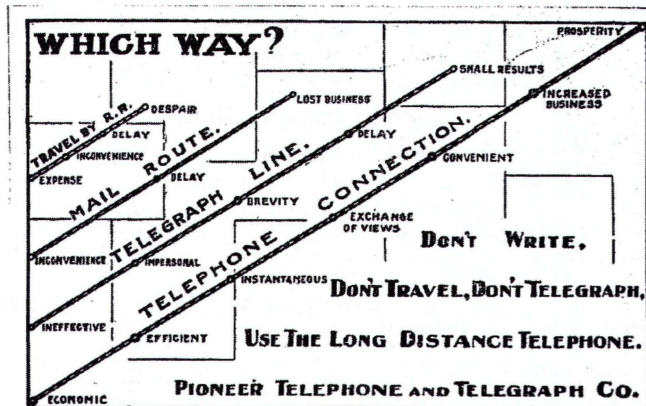 WHICH WAY?
PROSPERITY
SMALL RESULTS
INCREASED
BUSINESS
LOST BUSINESS
DESPAIR
TRAVEL BY R.R.
DELAY
INCONVENIENCE
EXPENSE
MAIL ROUTE.
DELAY
INCONVENIENCE
TELEGRAPH LINE.
DELAY
BREVITY
IMPERSONAL
INEFFECTIVE
TELEPHONE CONNECTION.
CONVENIENT
EXCHANGE
OF VIEWS
INSTANTANEOUS
EFFICIENT
ECONOMIC
DON'T WRITE.
DON'T TRAVEL, DON'T TELEGRAPH,
USE THE LONG DISTANCE TELEPHONE.
PIONEER TELEPHONE AND TELEGRAPH CO.